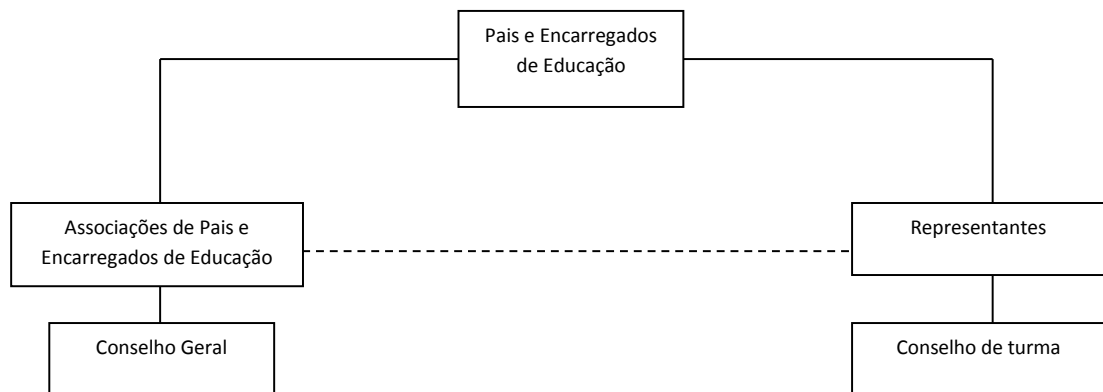 Pais e Encarregados
de Educação
Associações de Pais e
Encarregados de Educação
Representantes
Conselho Geral
Conselho de turma